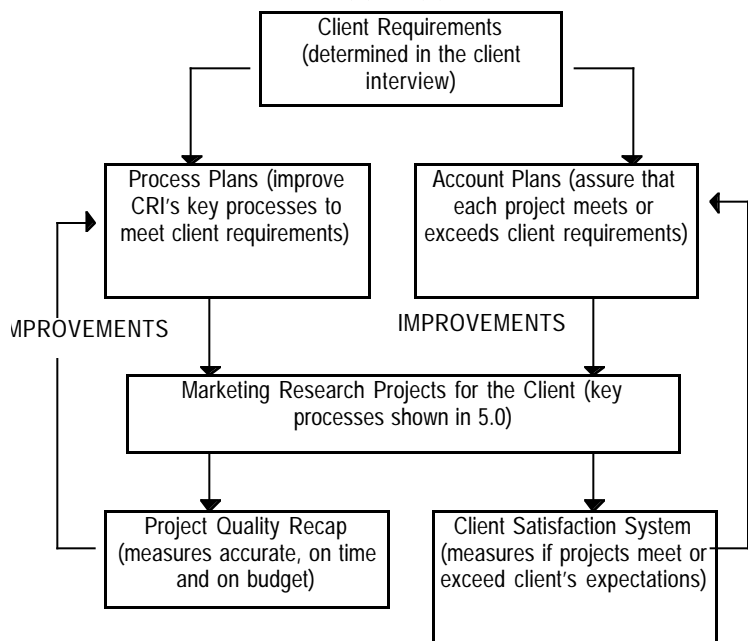 Client Requirements
(determined in the client
interview)
Process Plans (improve
CRI's key processes to
meet client requirements)
Account Plans (assure that
each project meets or
exceeds client requirements)
MPROVEMENTS
IMPROVEMENTS
Marketing Research Projects for the Client (key
processes shown in 5.0)
Project Quality Recap
(measures accurate, on time
and on budget)
Client Satisfaction System
(measures if projects meet or
exceed client's expectations)